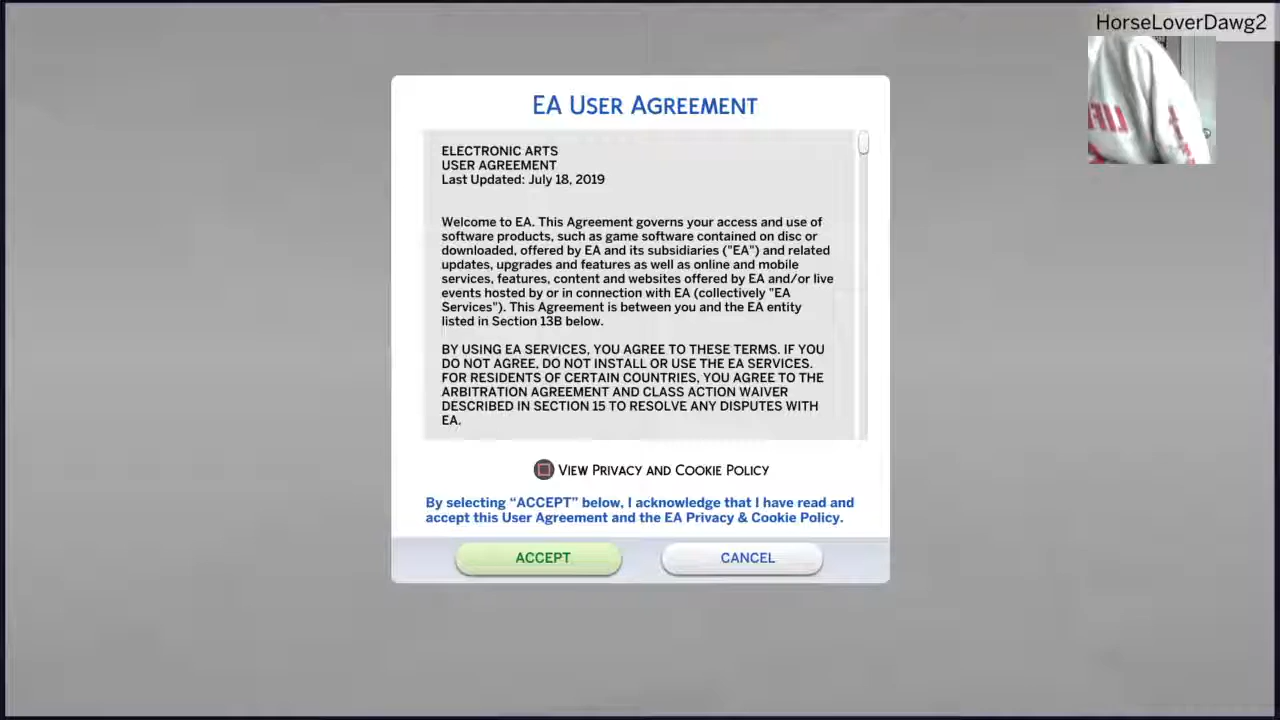 HorseLoverDawg2
EA USER AGREEMENT
ELECTRONIC ARTS
USER AGREEMENT
Last Updated: July 18, 2019
Welcome to EA. This Agreement governs your access and use of
software products, such as game software contained on disc or
downloaded, offered by EA and its subsidiaries ("EA") and related
updates, upgrades and features as well as online and mobile
services, features, content and websites offered by EA and/or live
events hosted by or in connection with EA (collectively "EA
Services"). This Agreement is between you and the EA entity
listed in Section 13B below.
BY USING EA SERVICES, YOU AGREE TO THESE TERMS. IF YOU
DO NOT AGREE, DO NOT INSTALL OR USE THE EA SERVICES.
FOR RESIDENTS OF CERTAIN COUNTRIES, YOU AGREE TO THE
ARBITRATION AGREEMENT AND CLASS ACTION WAIVER
DESCRIBED IN SECTION 15 TO RESOLVE ANY DISPUTES WITH
EA.
VIEW PRIVACY AND COOKIE POLICY
By selecting “ACCEPT” below, I acknowledge that I have read and
accept this User Agreement and the EA Privacy & Cookie Policy.
ACCEPT
CANCEL